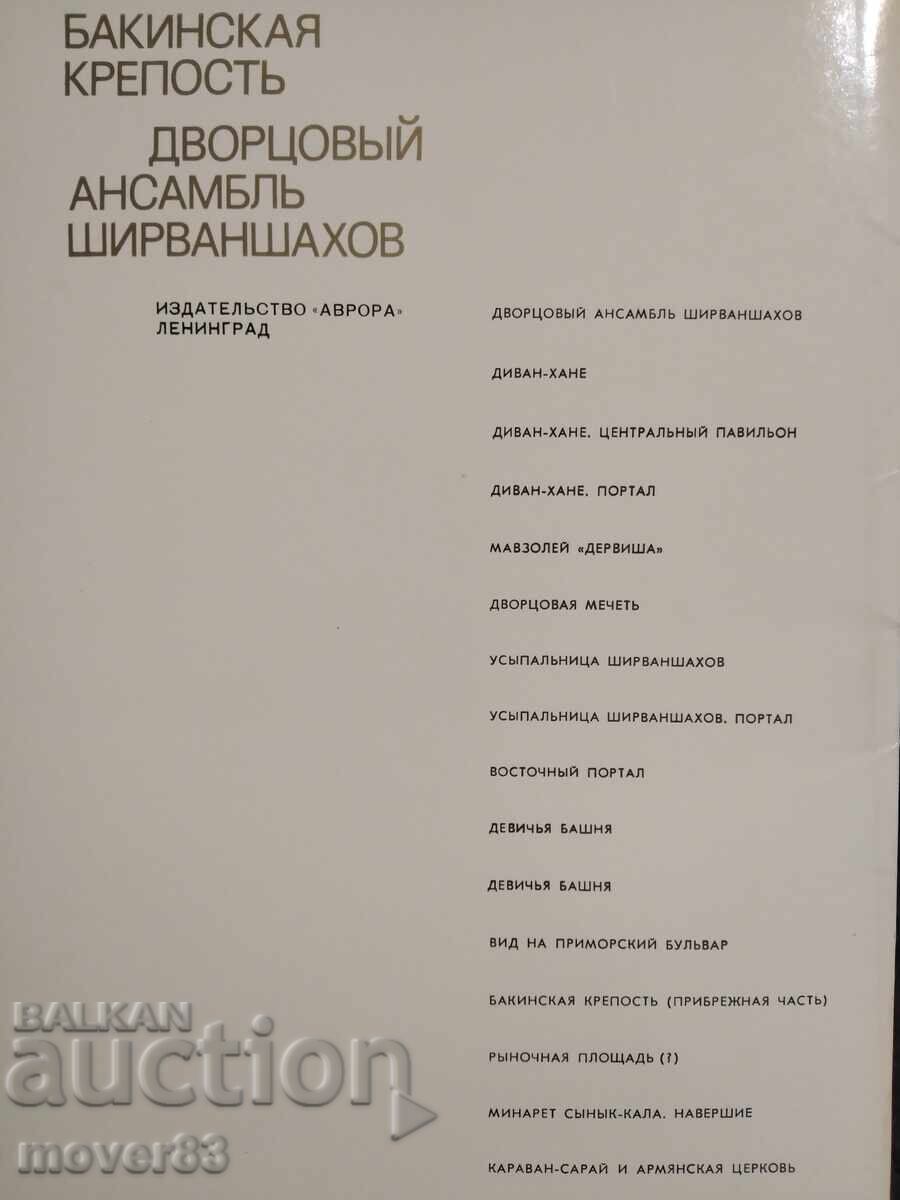 БАКИНСКАЯ
КРЕПОСТЬ
ДВОРЦОВЫЙ
АНСАМБЛЬ
ШИРВАНШАХОВ
ИЗДАТЕЛЬСТВО «АВРОРА»
ЛЕНИНГРАД
ДВОРЦОВЫЙ АНСАМБЛЬ ШИРВАНШАХОВ
ДИВАН-ХАНЕ
ДИВАН-ХАНЕ. ЦЕНТРАЛЬНЫЙ ПАВИЛЬОН
ДИВАН-ХАНЕ. ПОРТАЛ
МАВЗОЛЕЙ «ДЕРВИША»
ДВОРЦОВАЯ МЕЧЕТЬ
УСЫПАЛЬНИЦА ШИРВАНШАХОВ
УСЫПАЛЬНИЦА ШИРВАНШАХОВ. ПОРТАЛ
ВОСТОЧНЫЙ ПОРТАЛ
ДЕВИЧЬЯ БАШНЯ
ДЕВИЧЬЯ БАШНЯ
ВИД НА ПРИМОРСКИЙ БУЛЬВАР
БАКИНСКАЯ КРЕПОСТЬ (ПРИБРЕЖНАЯ ЧАСТЬ)
РЫНОЧНАЯ ПЛОЩАДЬ (?)
МИНАРЕТ СЫНЫК-КАЛА. НАВЕРШИЕ
КАРАВАН-САРАЙ И АРМЯНСКАЯ ЦЕРКОВЬ
BALKAN
auction
mover83